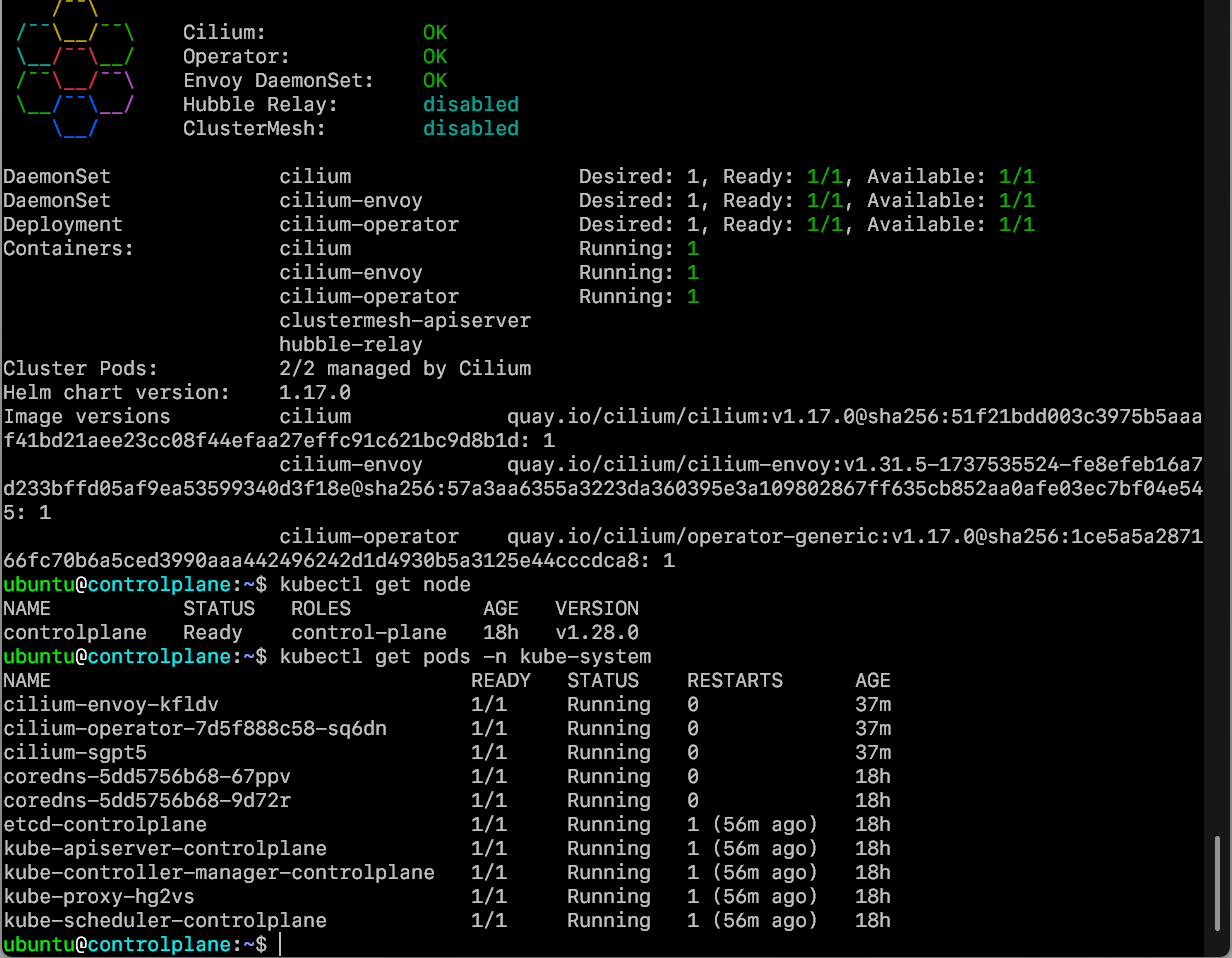 Cilium: OK
Operator: OK
Envoy DaemonSet: OK
Hubble Relay: disabled
ClusterMesh: disabled
DaemonSet cilium Desired: 1, Ready: 1/1, Available: 1/1
DaemonSet cilium-envoy Desired: 1, Ready: 1/1, Available: 1/1
Deployment cilium-operator Desired: 1, Ready: 1/1, Available: 1/1
Containers: cilium Running: 1
cilium-envoy Running: 1
cilium-operator Running: 1
clustermesh-apiserver
hubble-relay
Cluster Pods: 2/2 managed by Cilium
Helm chart version: 1.17.0
Image versions cilium quay.io/cilium/cilium:v1.17.0@sha256:51f21bdd003c3975b5aaa
f41bd21aee23cc08f44efaa27effc91c621bc9d8b1d: 1
cilium-envoy quay.io/cilium/cilium-envoy:v1.31.5-1737535524-fe8efeb16a7
d233bffd05af9ea53599340d3f18e@sha256:57a3aa6355a3223da360395e3a109802867ff635cb852aa0afe03ec7bf04e54
5: 1
cilium-operator quay.io/cilium/operator-generic:v1.17.0@sha256:1ce5a5a2871
66fc70b6a5ced3990aaa442496242d1d4930b5a3125e44cccdca8: 1
ubuntu@controlplane:~$ kubectl get node
NAME STATUS ROLES AGE VERSION
controlplane Ready control-plane 18h v1.28.0
ubuntu@controlplane:~$ kubectl get pods -n kube-system
NAME READY STATUS RESTARTS AGE
cilium-envoy-kfldv 1/1 Running 0 37m
cilium-operator-7d5f888c58-sq6dn 1/1 Running 0 37m
cilium-sgpt5 1/1 Running 0 37m
coredns-5dd5756b68-67ppv 1/1 Running 0 18h
coredns-5dd5756b68-9d72r 1/1 Running 0 18h
etcd-controlplane 1/1 Running 1 (56m ago) 18h
kube-apiserver-controlplane 1/1 Running 1 (56m ago) 18h
kube-controller-manager-controlplane 1/1 Running 1 (56m ago) 18h
kube-proxy-hg2vs 1/1 Running 1 (56m ago) 18h
kube-scheduler-controlplane 1/1 Running 1 (56m ago) 18h
ubuntu@controlplane:~$